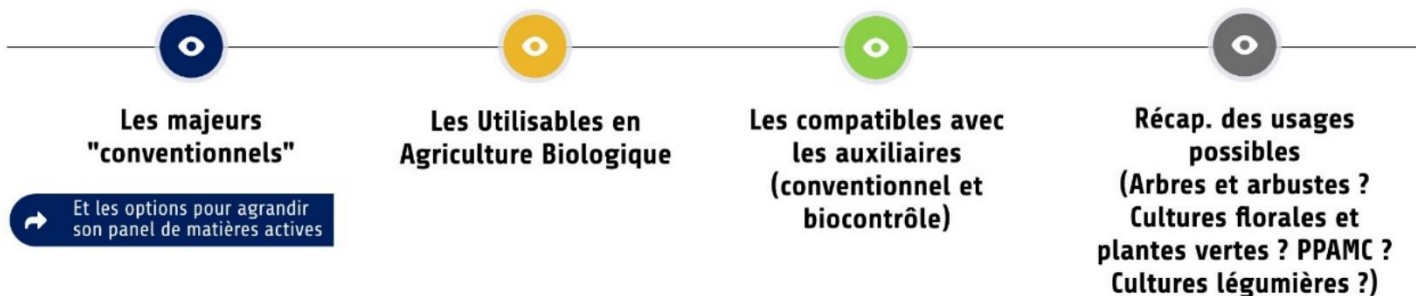 Les majeurs
"conventionnels"
Et les options pour agrandir
son panel de matières actives
Les Utilisables en
Agriculture Biologique
Les compatibles avec
les auxiliaires
(conventionnel et
biocontrôle)
Récap. des usages
possibles
(Arbres et arbustes ?
Cultures florales et
plantes vertes ? PPAMC ?
Cultures légumières ?)